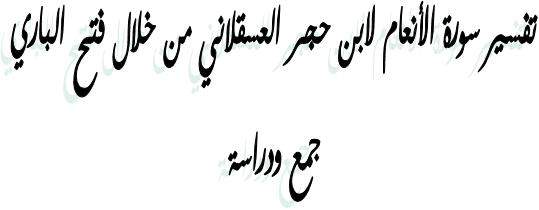 تفسير سورة الأنعام لابن حجر العسقلاني من خلال فتح الباري
جمع ودراسة